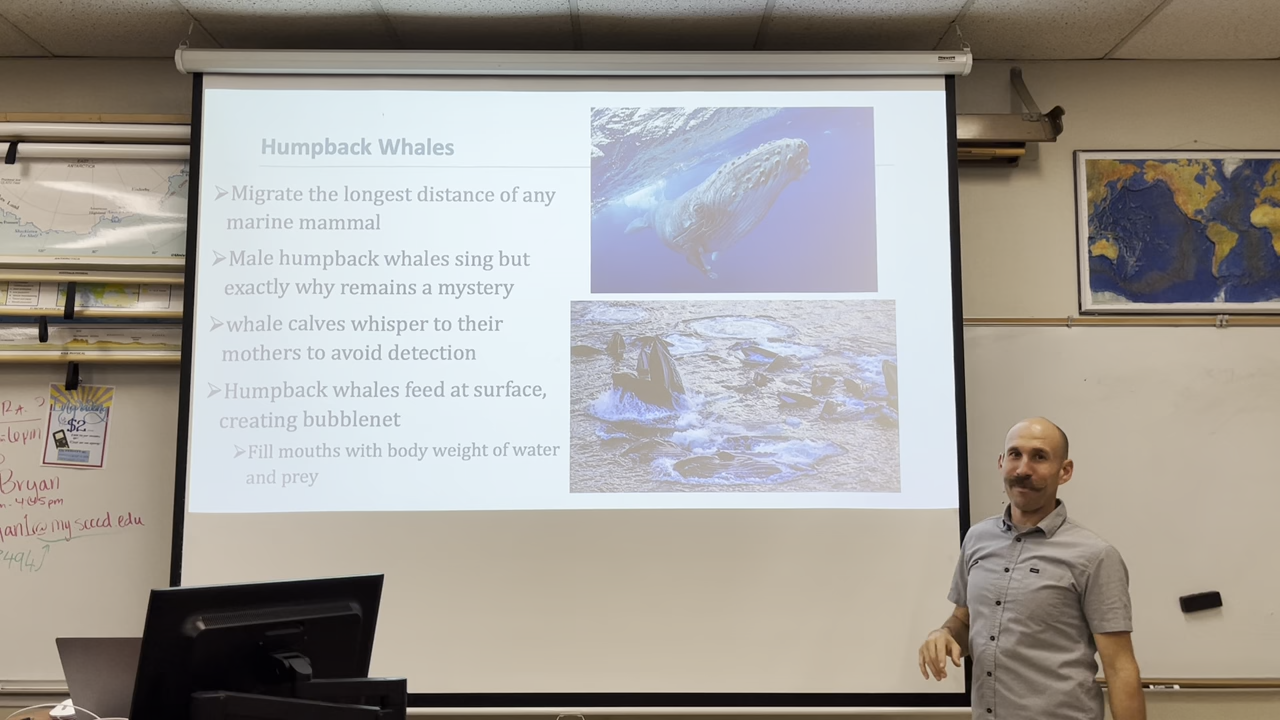 Humpback Whales
➢Migrate the longest distance of any
marine mammal
➢Male humpback whales sing but
exactly why remains a mystery
➢whale calves whisper to their
mothers to avoid detection
➢Humpback whales feed at surface,
creating bubblenet
➢Fill mouths with body weight of water
and prey
EAST
ANTARCTICA
$2
Bryan